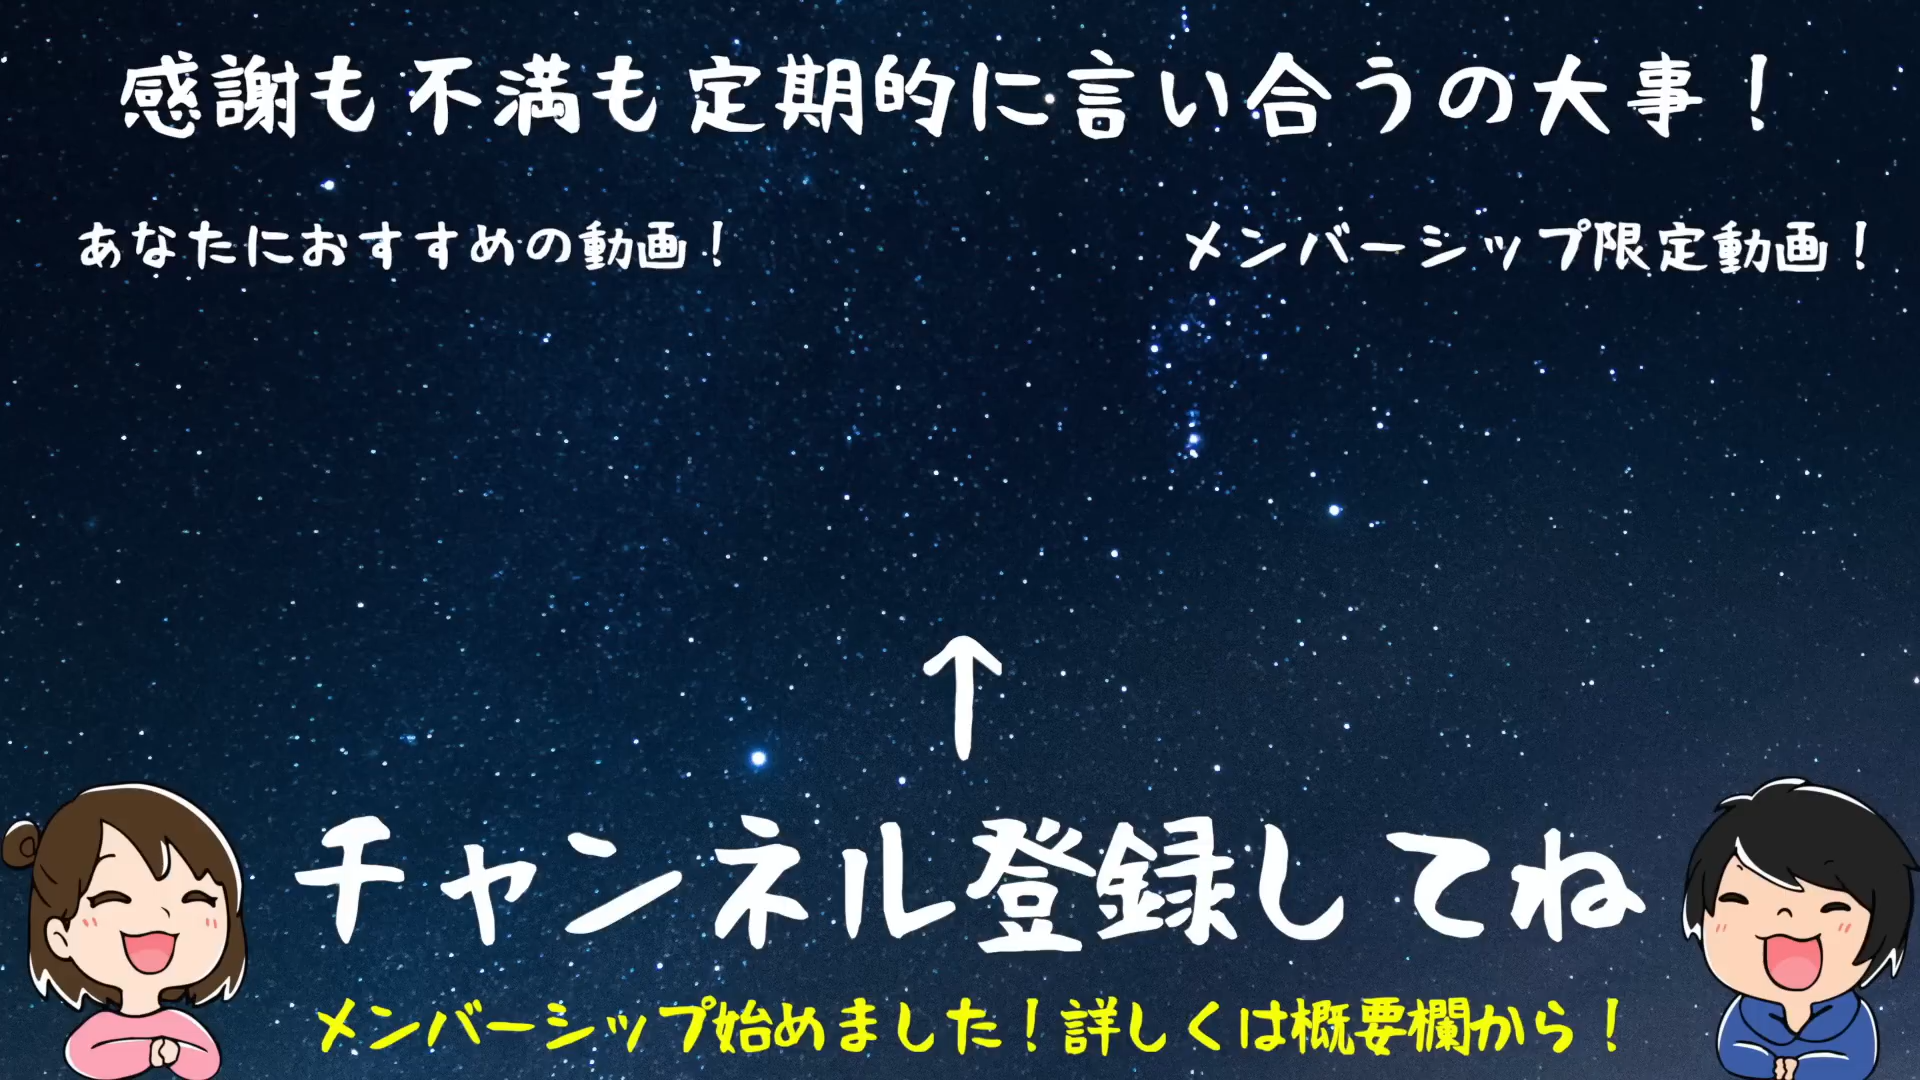 感謝も不満も定期的に言い合うの大事！
あなたにおすすめの動画！
メンバーシップ限定動画！
↑
チャンネル登録してね
メンバーシップ始めました！詳しくは概要欄から！